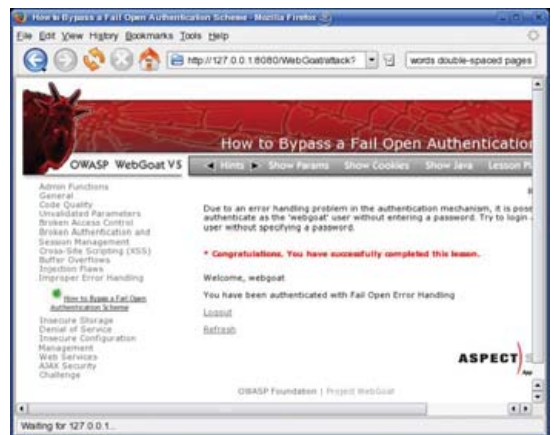 How to Bypass a Fail Open Authentication Scheme - Mozilla Firefox
File Edit View History Bookmarks Tools Help
http://127.0.0.1:8080/WebGoat/attack?
words double-spaced pages
How to Bypass a Fail Open Authentication
OWASP WebGoat V5
Hints Show Params Show Cookies Show Java Lesson
Admin Functions
General
Code Quality
Unvalidated Parameters
Broken Access Control
Broken Authentication and
Session Management
Cross-Site Scripting (XSS)
Buffer Overflows
Injection Flaws
Improper Error Handling
How to Bypass a Fail Open
Authentication Scheme
Insecure Storage
Denial of Service
Insecure Configuration
Management
Web Services
AJAX Security
Challenge
Due to an error handling problem in the authentication mechanism, it is
authenticate as the 'webgoat' user without entering a password. Try to login
user without specifying a password.
* Congratulations. You have successfully completed this lesson.
Welcome, webgoat
You have been authenticated with Fail Open Error
Handling
Logout
Refresh
ASPECT
OWASP Foundation | Project WebGoat
Waiting for 127.0.0.1...